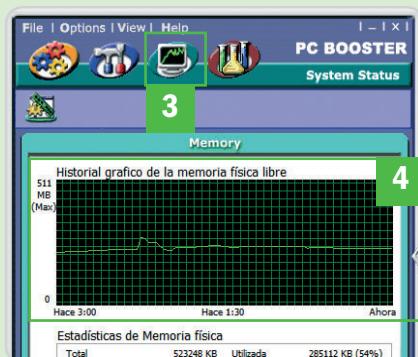 File | Options | View | Help
PC BOOSTER
System Status
3
Memory
Historial grafico de la memoria física libre
4
511
MB
(Max)
0
Hace 3:00 Hace 1:30 Ahora
Estadísticas de Memoria física
Total 523248 KB Utilizada 285112 KB (54%)